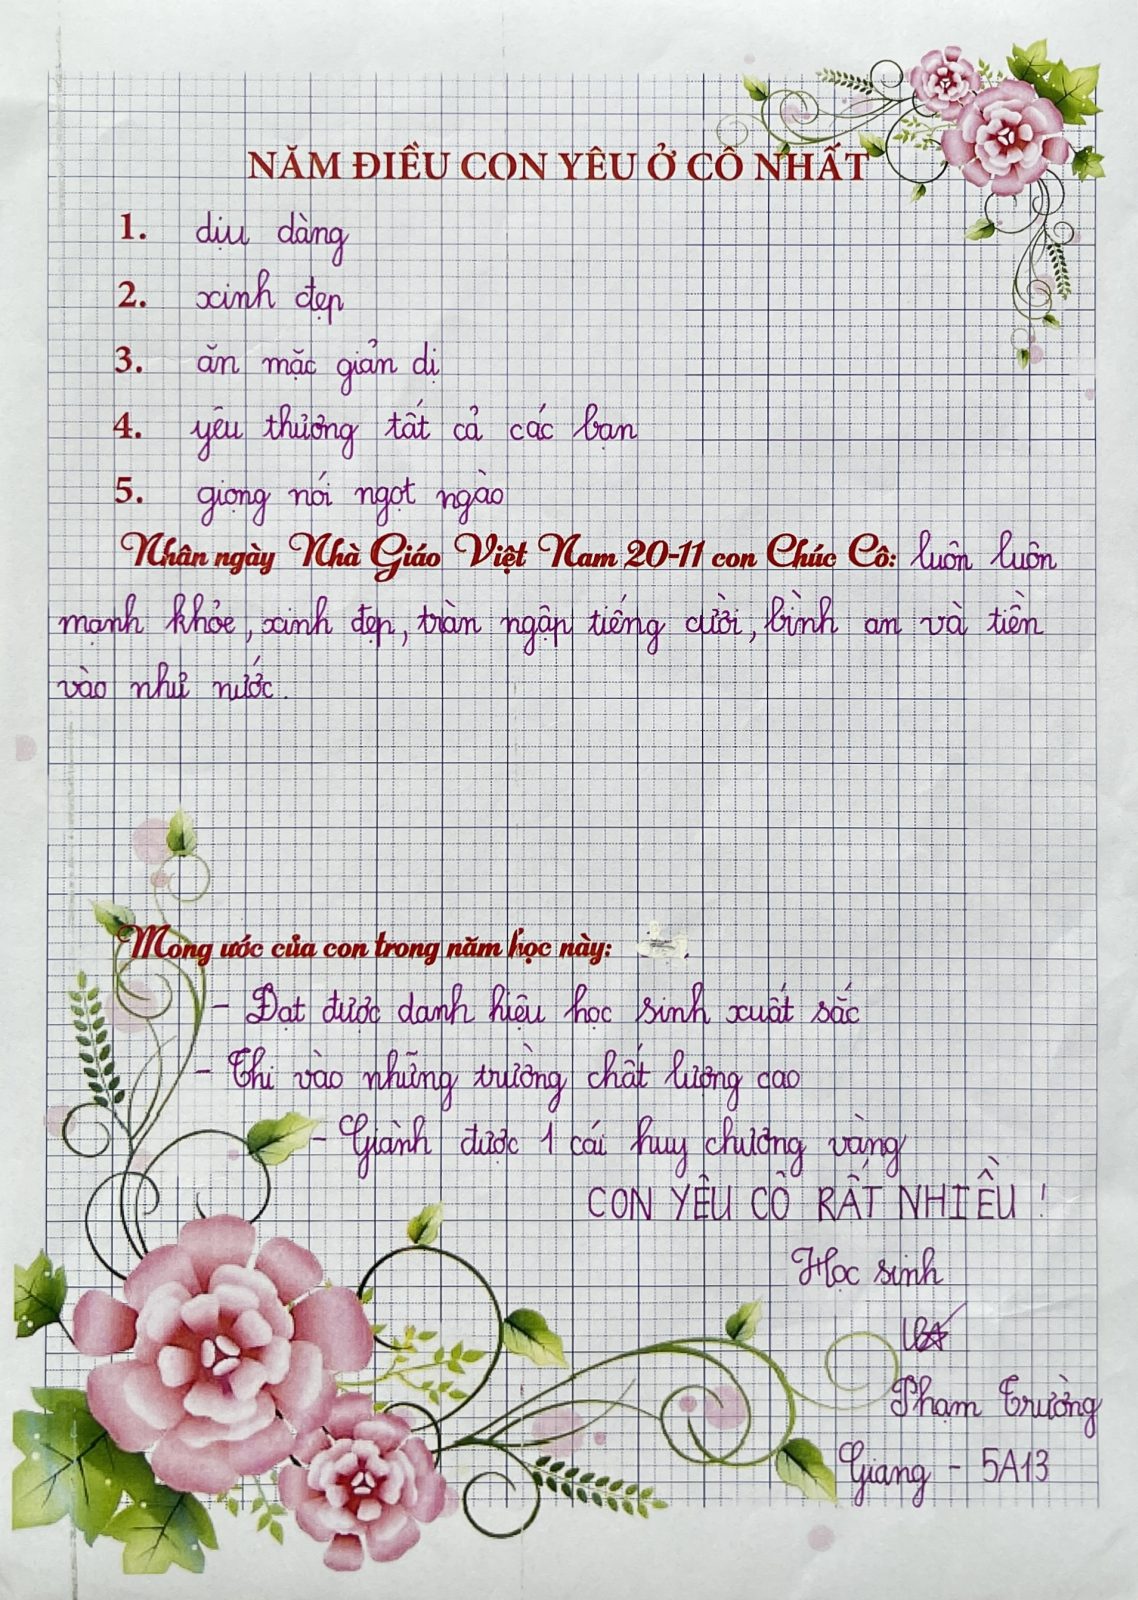 NĂM ĐIỀU CON YÊU Ở CÔ NHẤT
1. dịu dàng
2. xinh đẹp
3. ăn mặc giản dị
4. yêu thương tất cả các bạn
5. giọng nói ngọt ngào
Nhân ngày Nhà Giáo Việt Nam 20-11 con Chúc Cô: luôn luôn
mạnh khỏe, xinh đẹp, tràn ngập tiếng cười, bình an và tiền
vào như nước.
Mong ước của con trong năm học này:
- Đạt được danh hiệu học sinh xuất sắc
- Thi vào những trường chất lượng cao
- Giành được 1 cái huy chương vàng
CON YÊU CÔ RẤT NHIỀU !
Học sinh
Phạm Trường
Giang - 5A13